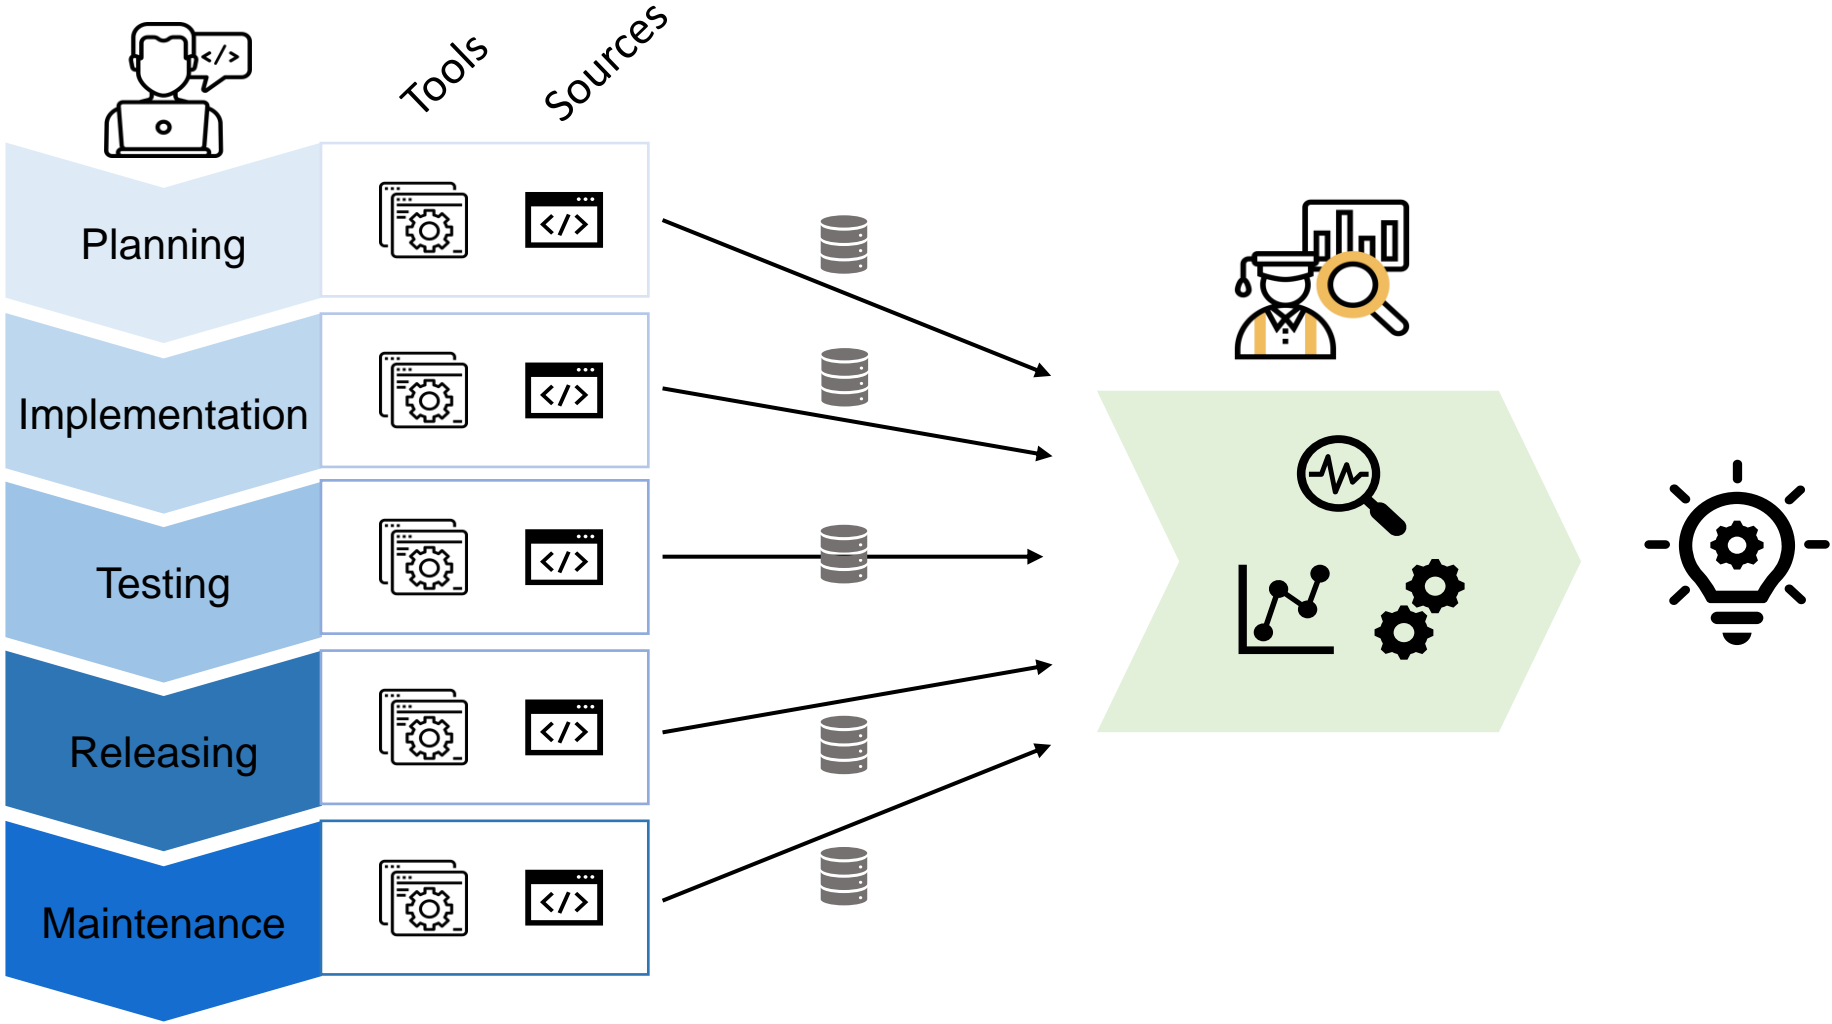 </>
Tools
Sources
Planning
</>
Implementation
</>
Testing
</>
Releasing
</>
Maintenance
</>